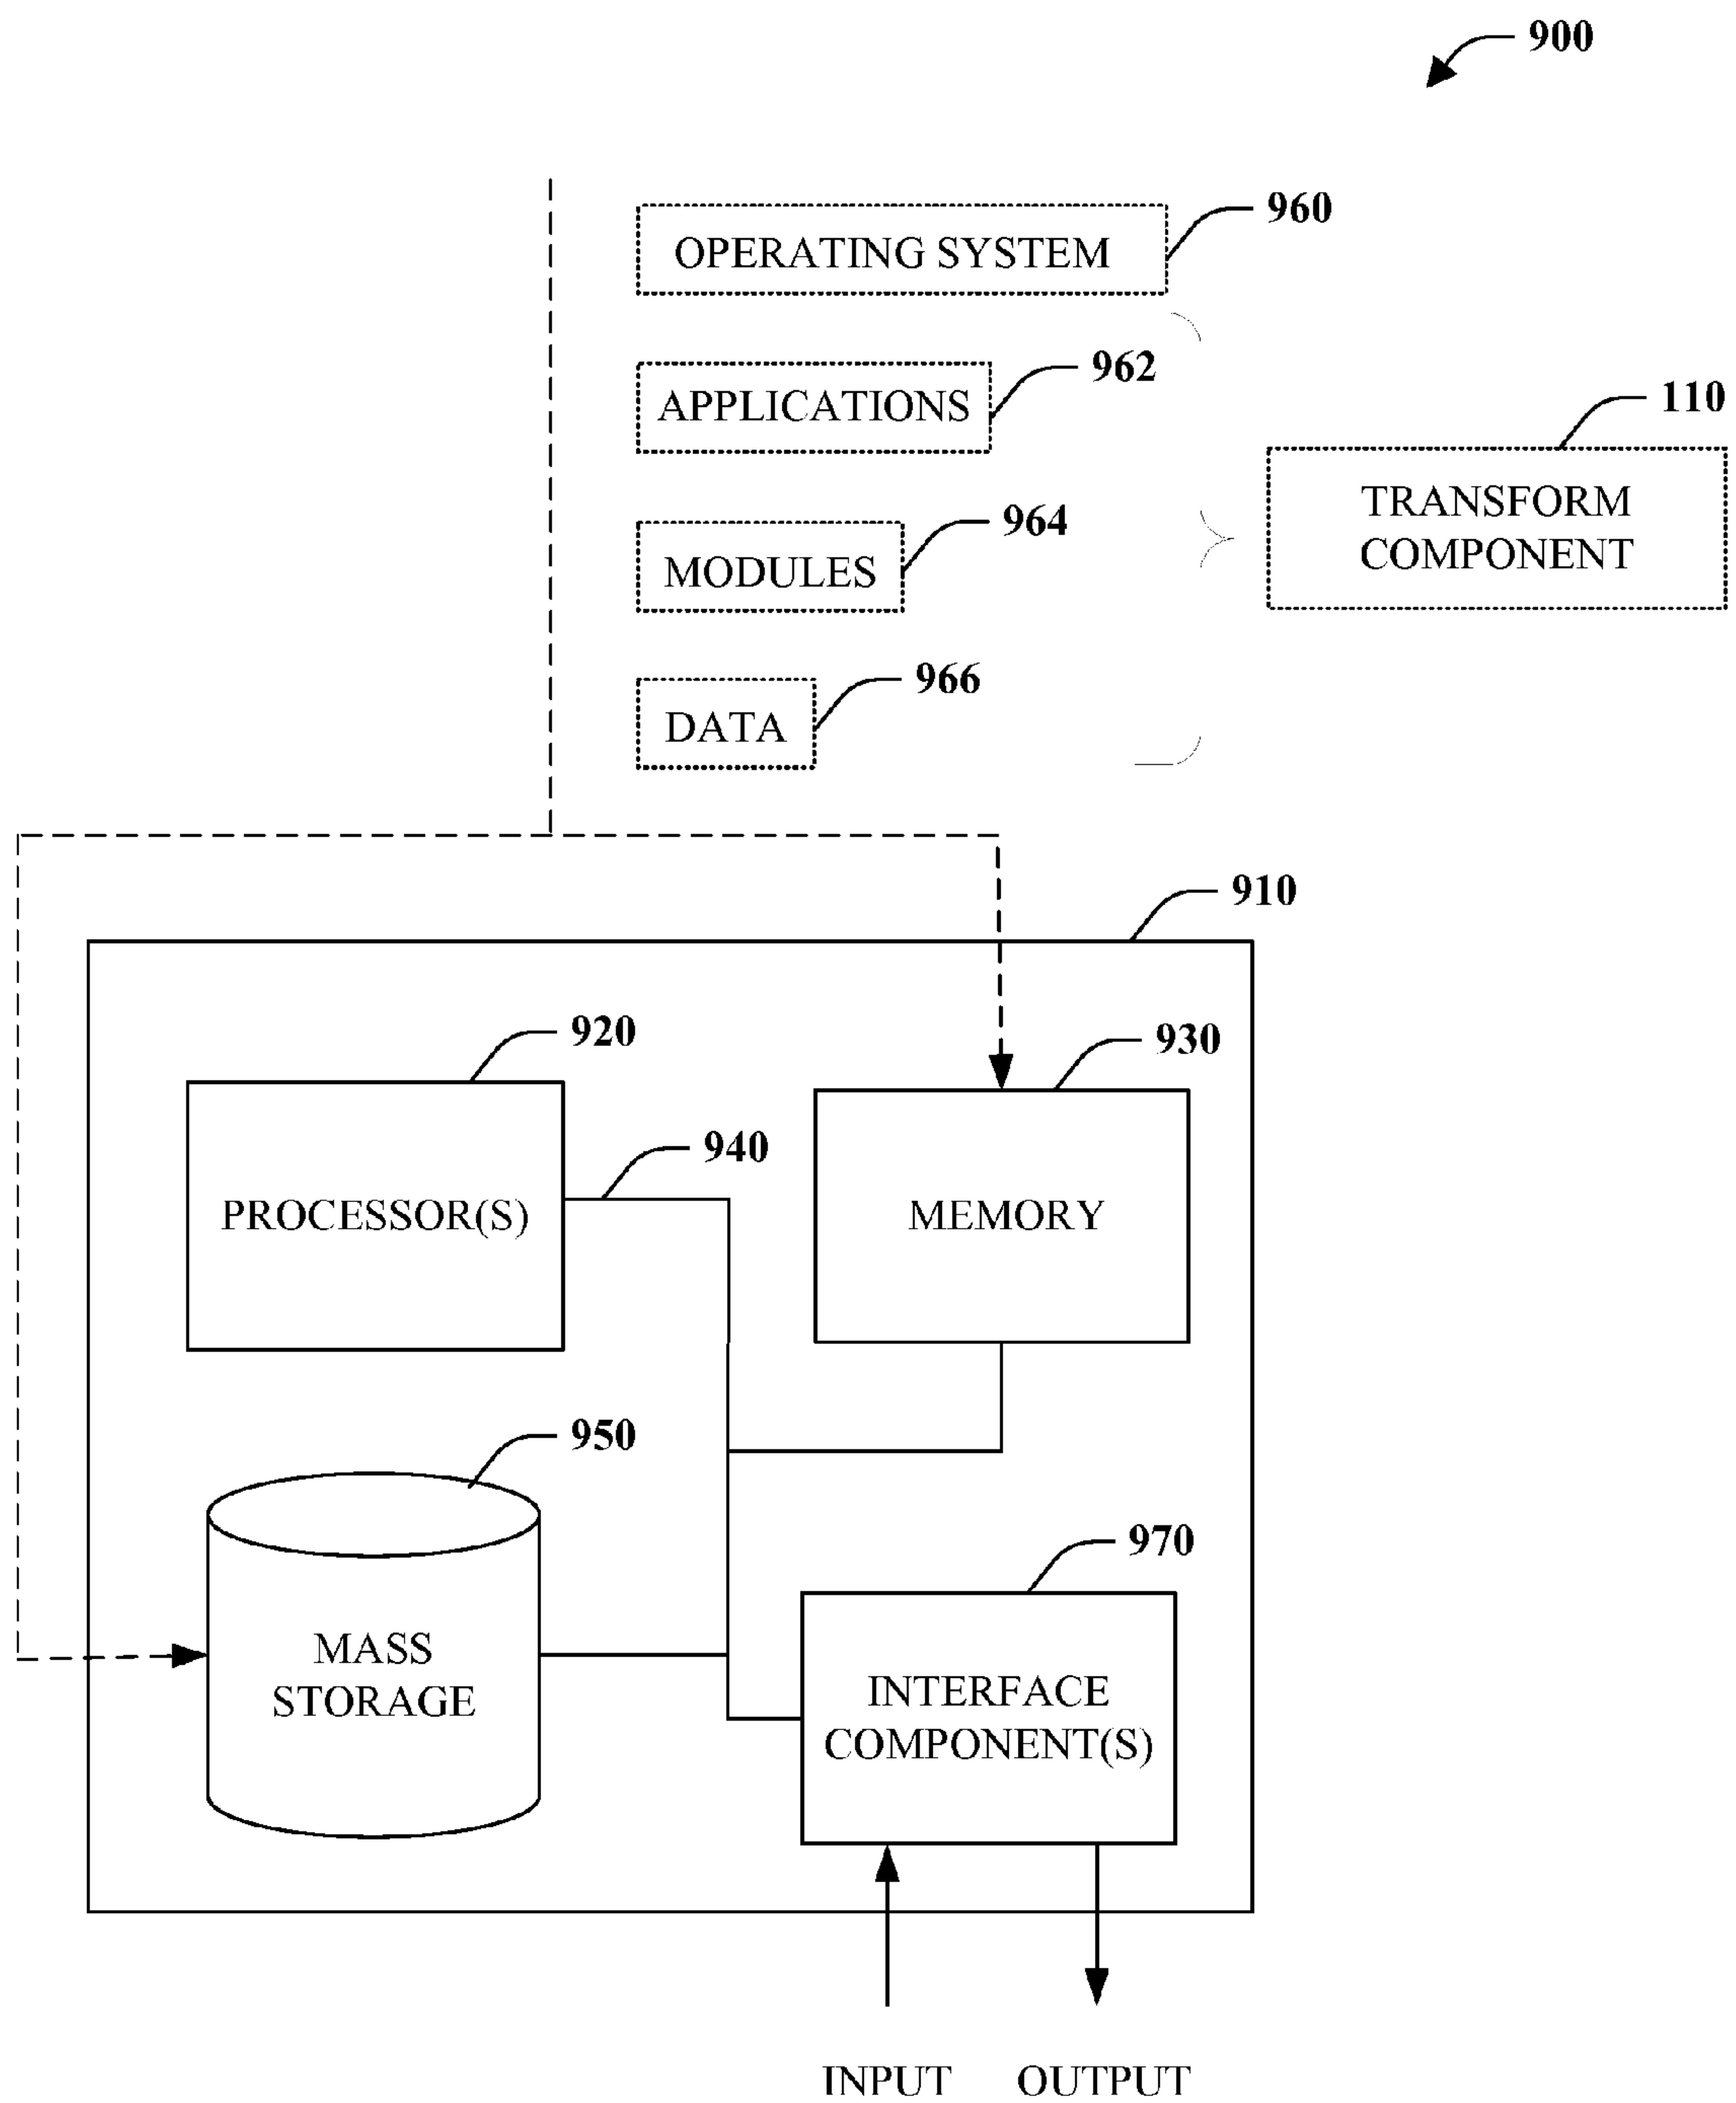 900
960
OPERATING SYSTEM
962
APPLICATIONS
110
TRANSFORM
COMPONENT
964
MODULES
966
DATA
910
920
930
940
PROCESSOR(S)
MEMORY
950
970
MASS
STORAGE
INTERFACE
COMPONENT(S)
INPUT
OUTPUT